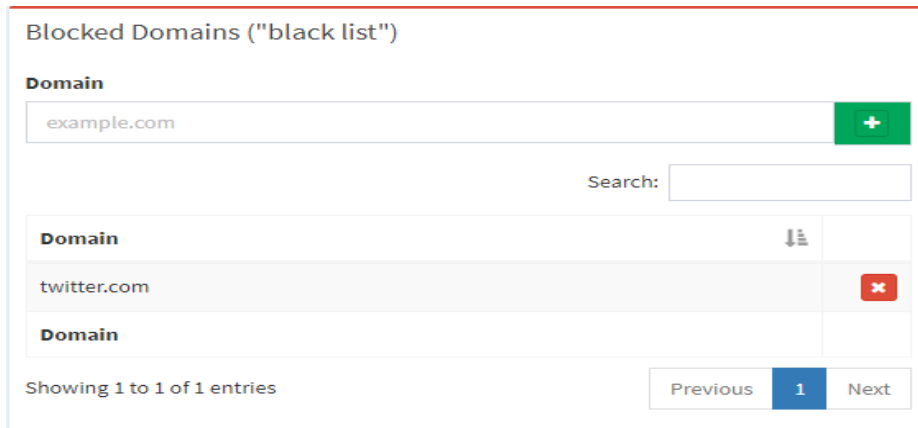 Blocked Domains ("black list")
Domain
example.com
Search:
Domain
twitter.com
Domain
Showing 1 to 1 of 1 entries
Previous 1 Next